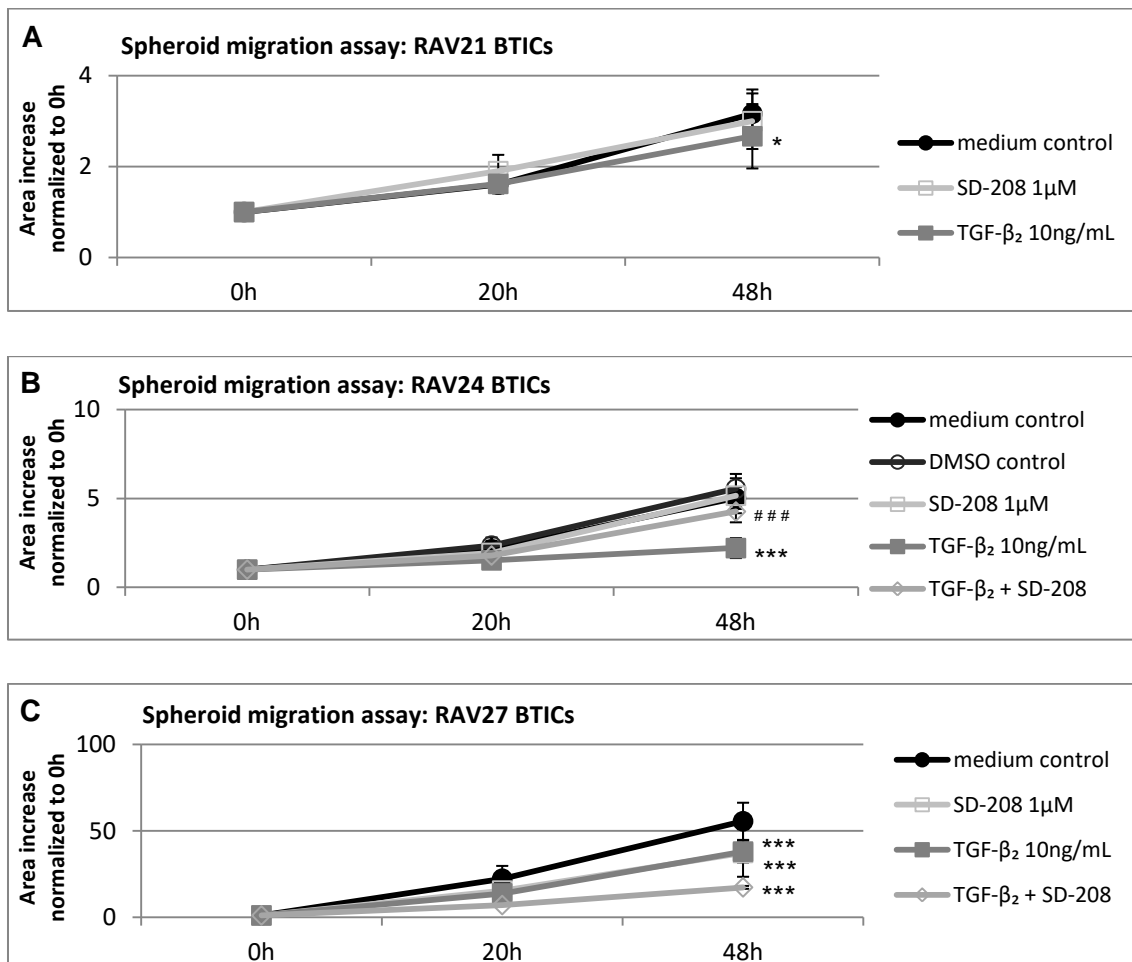 A
Spheroid migration assay: RAV21 BTICs
Area increase
normalized to 0h
4
2
0
0h 20h 48h
*
medium control
SD-208 1µM
TGF-β₂ 10ng/mL
B
Spheroid migration assay: RAV24 BTICs
Area increase
normalized to 0h
10
5
0
0h 20h 48h
###
***
medium control
DMSO control
SD-208 1µM
TGF-β₂ 10ng/mL
TGF-β₂ + SD-208
C
Spheroid migration assay: RAV27 BTICs
Area increase
normalized to 0h
100
50
0
0h 20h 48h
***
***
***
medium control
SD-208 1µM
TGF-β₂ 10ng/mL
TGF-β₂ + SD-208